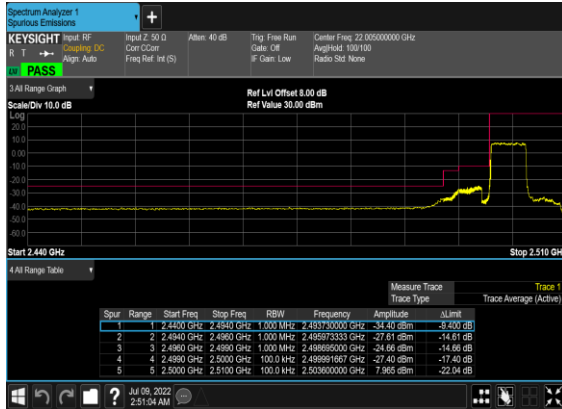 Spectrum Analyzer 1
Spurious Emissions
KEYSIGHT Input: RF Input Z: 50 Ω Atten: 40 dB Trig: Free Run Center Freq: 22.005000000 GHz
R T Coupling: DC Corr CCorr Gate: Off Avg|Hold: 100/100
Align: Auto Freq Ref: Int (S) IF Gain: Low Radio Std: None
PASS
3 All Range Graph
Ref Lvl Offset 8.00 dB
Scale/Div 10.0 dB Ref Value 30.00 dBm
Log
20.0
10.0
0.00
-10.0
-20.0
-30.0
-40.0
-50.0
-60.0
Start 2.440 GHz Stop 2.510 GH
4 All Range Table
Measure Trace Trace 1
Trace Type Trace Average (Active)
Spur Range Start Freq Stop Freq RBW Frequency Amplitude ΔLimit
1 1 2.4400 GHz 2.4940 GHz 1.000 MHz 2.493730000 GHz -34.40 dBm -9.400 dB
2 2 2.4940 GHz 2.4960 GHz 1.000 MHz 2.495973333 GHz -27.61 dBm -14.61 dB
3 3 2.4960 GHz 2.4990 GHz 1.000 MHz 2.498695000 GHz -24.66 dBm -14.66 dB
4 4 2.4990 GHz 2.5000 GHz 100.0 kHz 2.499991667 GHz -27.40 dBm -17.40 dB
5 5 2.5000 GHz 2.5100 GHz 100.0 kHz 2.503600000 GHz 7.965 dBm -22.04 dB
Jul 09, 2022
2:51:04 AM